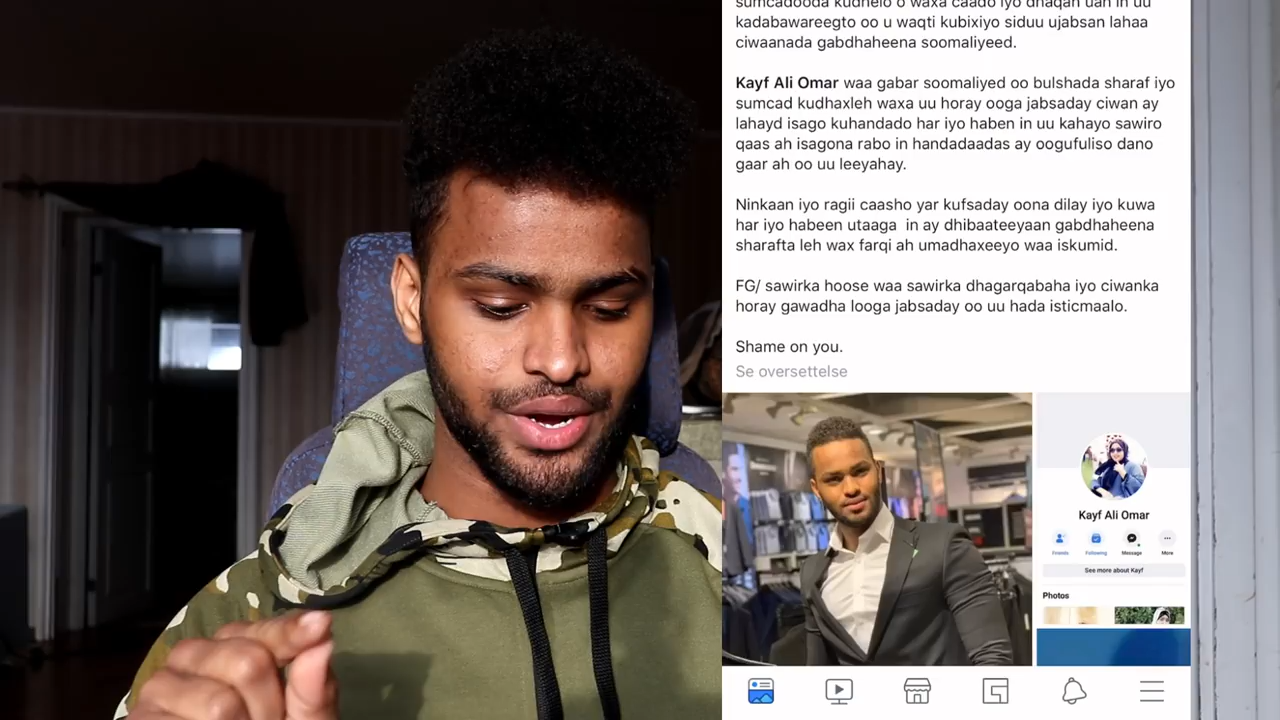 sumcadooda kudhelo o waxa caado iyo dhaqan uah in uu
kadabawareegto oo u waqti kubixiyo siduu ujabsan lahaa
ciwaanada gabdhaheena soomaliyeed.
Kayf Ali Omar waa gabar soomaliyed oo bulshada sharaf iyo
sumcad kudhaxleh waxa uu horay ooga jabsaday ciwan ay
lahayd isago kuhandado har iyo haben in uu kahayo sawiro
qaas ah isagona rabo in handadaadas ay oogufuliso dano
gaar ah oo uu leeyahay.
Ninkaan iyo ragii caasho yar kufsaday oona dilay iyo kuwa
har iyo habeen utaaga in ay dhibaateeyaan gabdhaheena
sharafta leh wax farqi ah umadhaxeeyo waa iskumid.
FG/ sawirka hoose waa sawirka dhagarqabaha iyo ciwanka
horay gawadha looga jabsaday oo uu hada isticmaalo.
Shame on you.
Se oversettelse
Kayf Ali Omar
Friends Following Message More
See more about Kayf
Photos